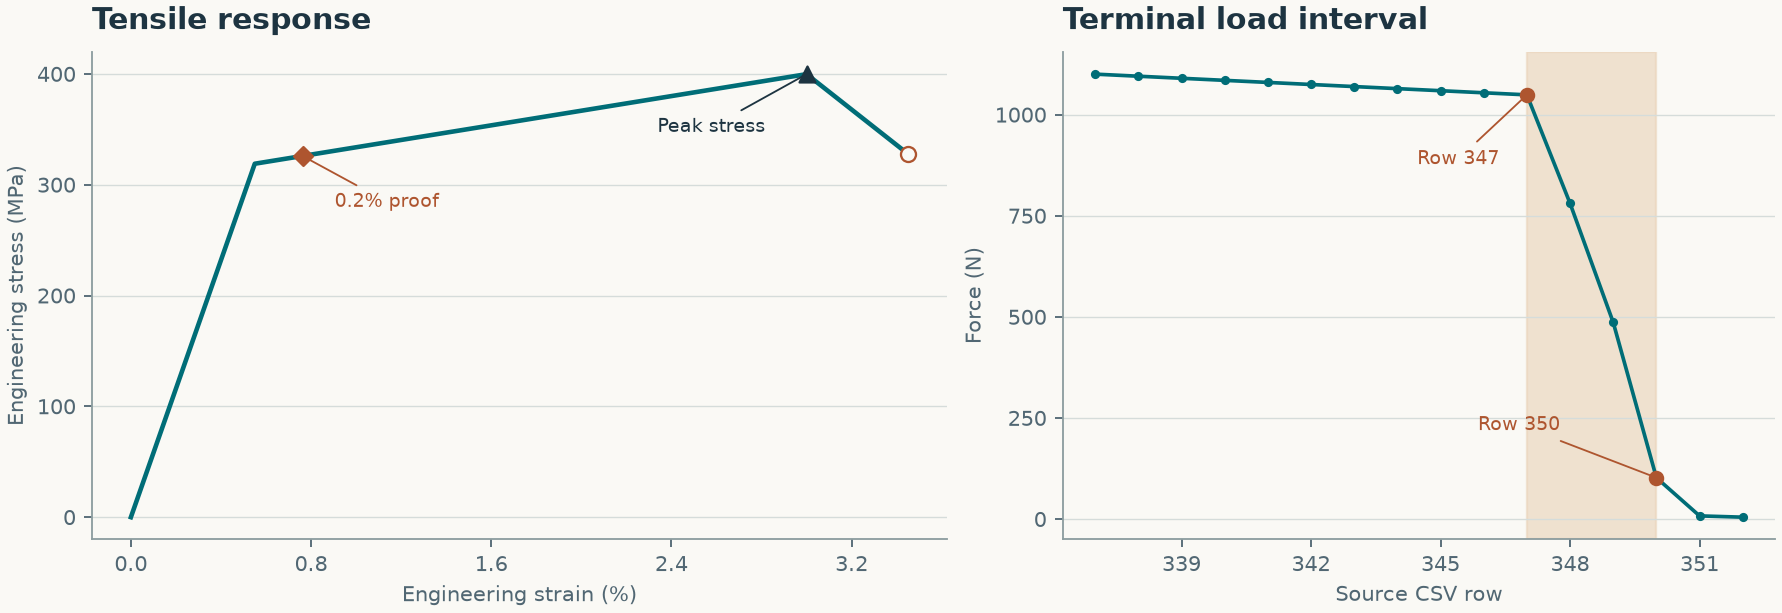 Tensile response
Engineering stress (MPa)
400
300
200
100
0
Peak stress
0.2% proof
0.0
0.8
1.6
2.4
3.2
Engineering strain (%)
Terminal load interval
Force (N)
1000
750
500
250
0
Row 347
Row 350
339
342
345
348
351
Source CSV row